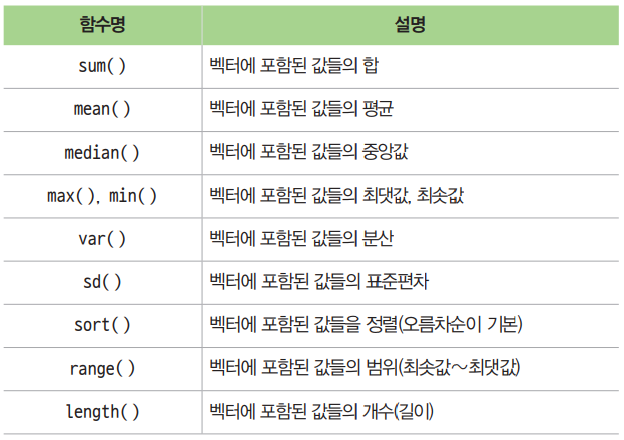 함수명 설명
sum() 벡터에 포함된 값들의 합
mean() 벡터에 포함된 값들의 평균
median() 벡터에 포함된 값들의 중앙값
max(), min() 벡터에 포함된 값들의 최댓값, 최솟값
var() 벡터에 포함된 값들의 분산
sd() 벡터에 포함된 값들의 표준편차
sort() 벡터에 포함된 값들을 정렬(오름차순이 기본)
range() 벡터에 포함된 값들의 범위(최솟값~최댓값)
length() 벡터에 포함된 값들의 개수(길이)